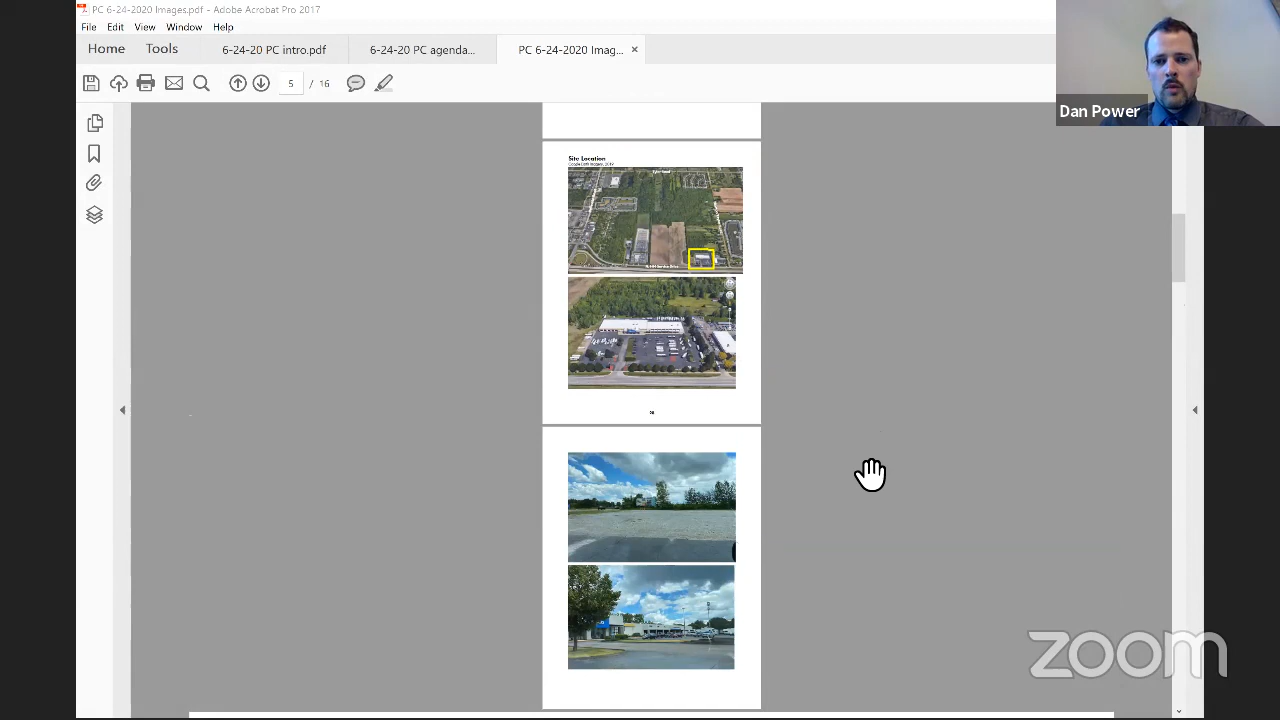 PC 6-24-2020 Images.pdf - Adobe Acrobat Pro 2017
File Edit View Window Help
Home Tools 6-24-20 PC intro.pdf 6-24-20 PC agenda... PC 6-24-2020 Imag... ×
5 / 16
Dan Power
Site Location
zoom